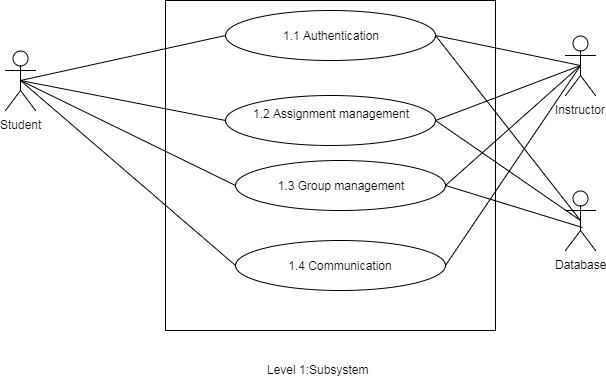 1.1 Authentication
Student
Instructor
1.2 Assignment management
1.3 Group management
1.4 Communication
Database
Level 1:Subsystem